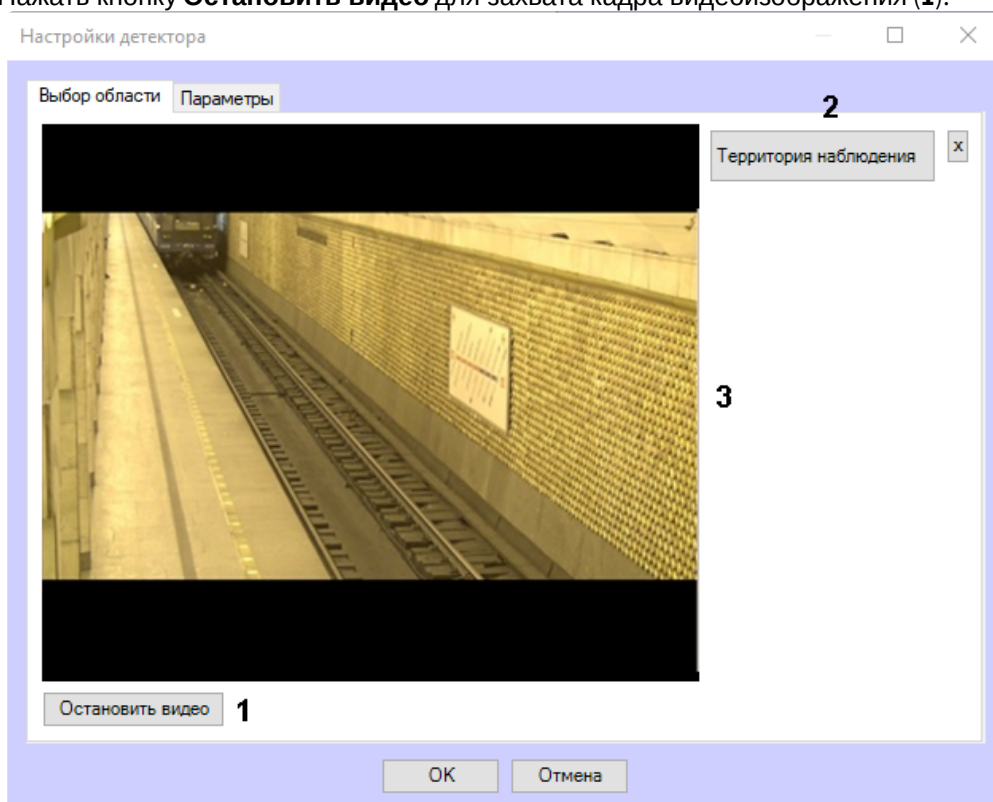 нажать кнопку Остановить видео для захвата кадра видеоизображения (1).
Настройки детектора
Выбор области Параметры
2
Территория наблюдения x
3
Остановить видео 1
OK Отмена